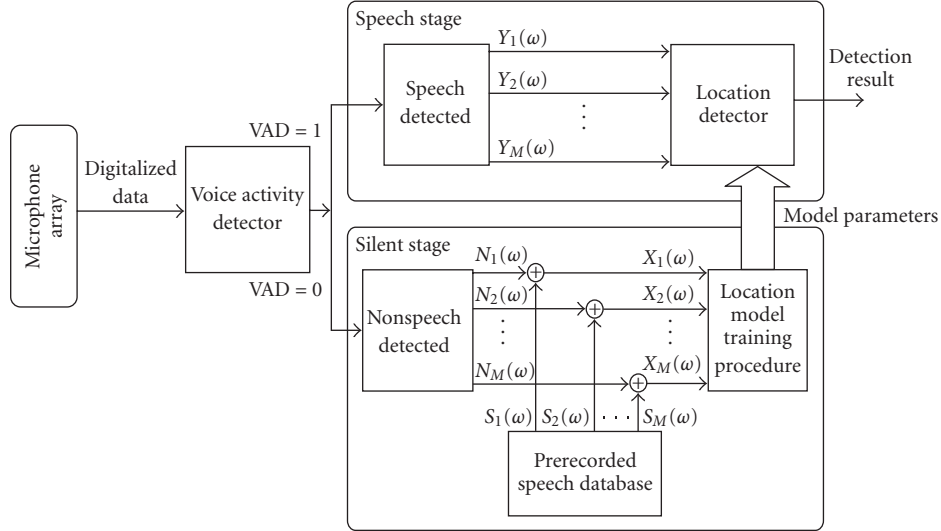 Speech stage
Y1(ω)
Y2(ω)
⋮
YM(ω)
Speech
detected
Location
detector
Detection
result
VAD = 1
Microphone
array
Digitalized
data
Voice activity
detector
VAD = 0
Model parameters
Silent stage
N1(ω)
N2(ω)
⋮
NM(ω)
Nonspeech
detected
+
+
+
X1(ω)
X2(ω)
⋮
XM(ω)
Location
model
training
procedure
S1(ω) S2(ω) · · · SM(ω)
Prerecorded
speech database